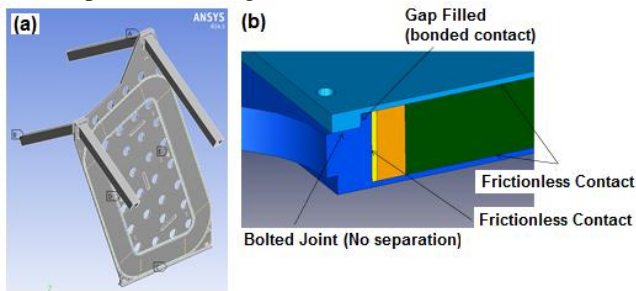 (a)
ANSYS
A
B
E
D
C
(b)
Gap Filled
(bonded contact)
Frictionless Contact
Frictionless Contact
Bolted Joint (No separation)